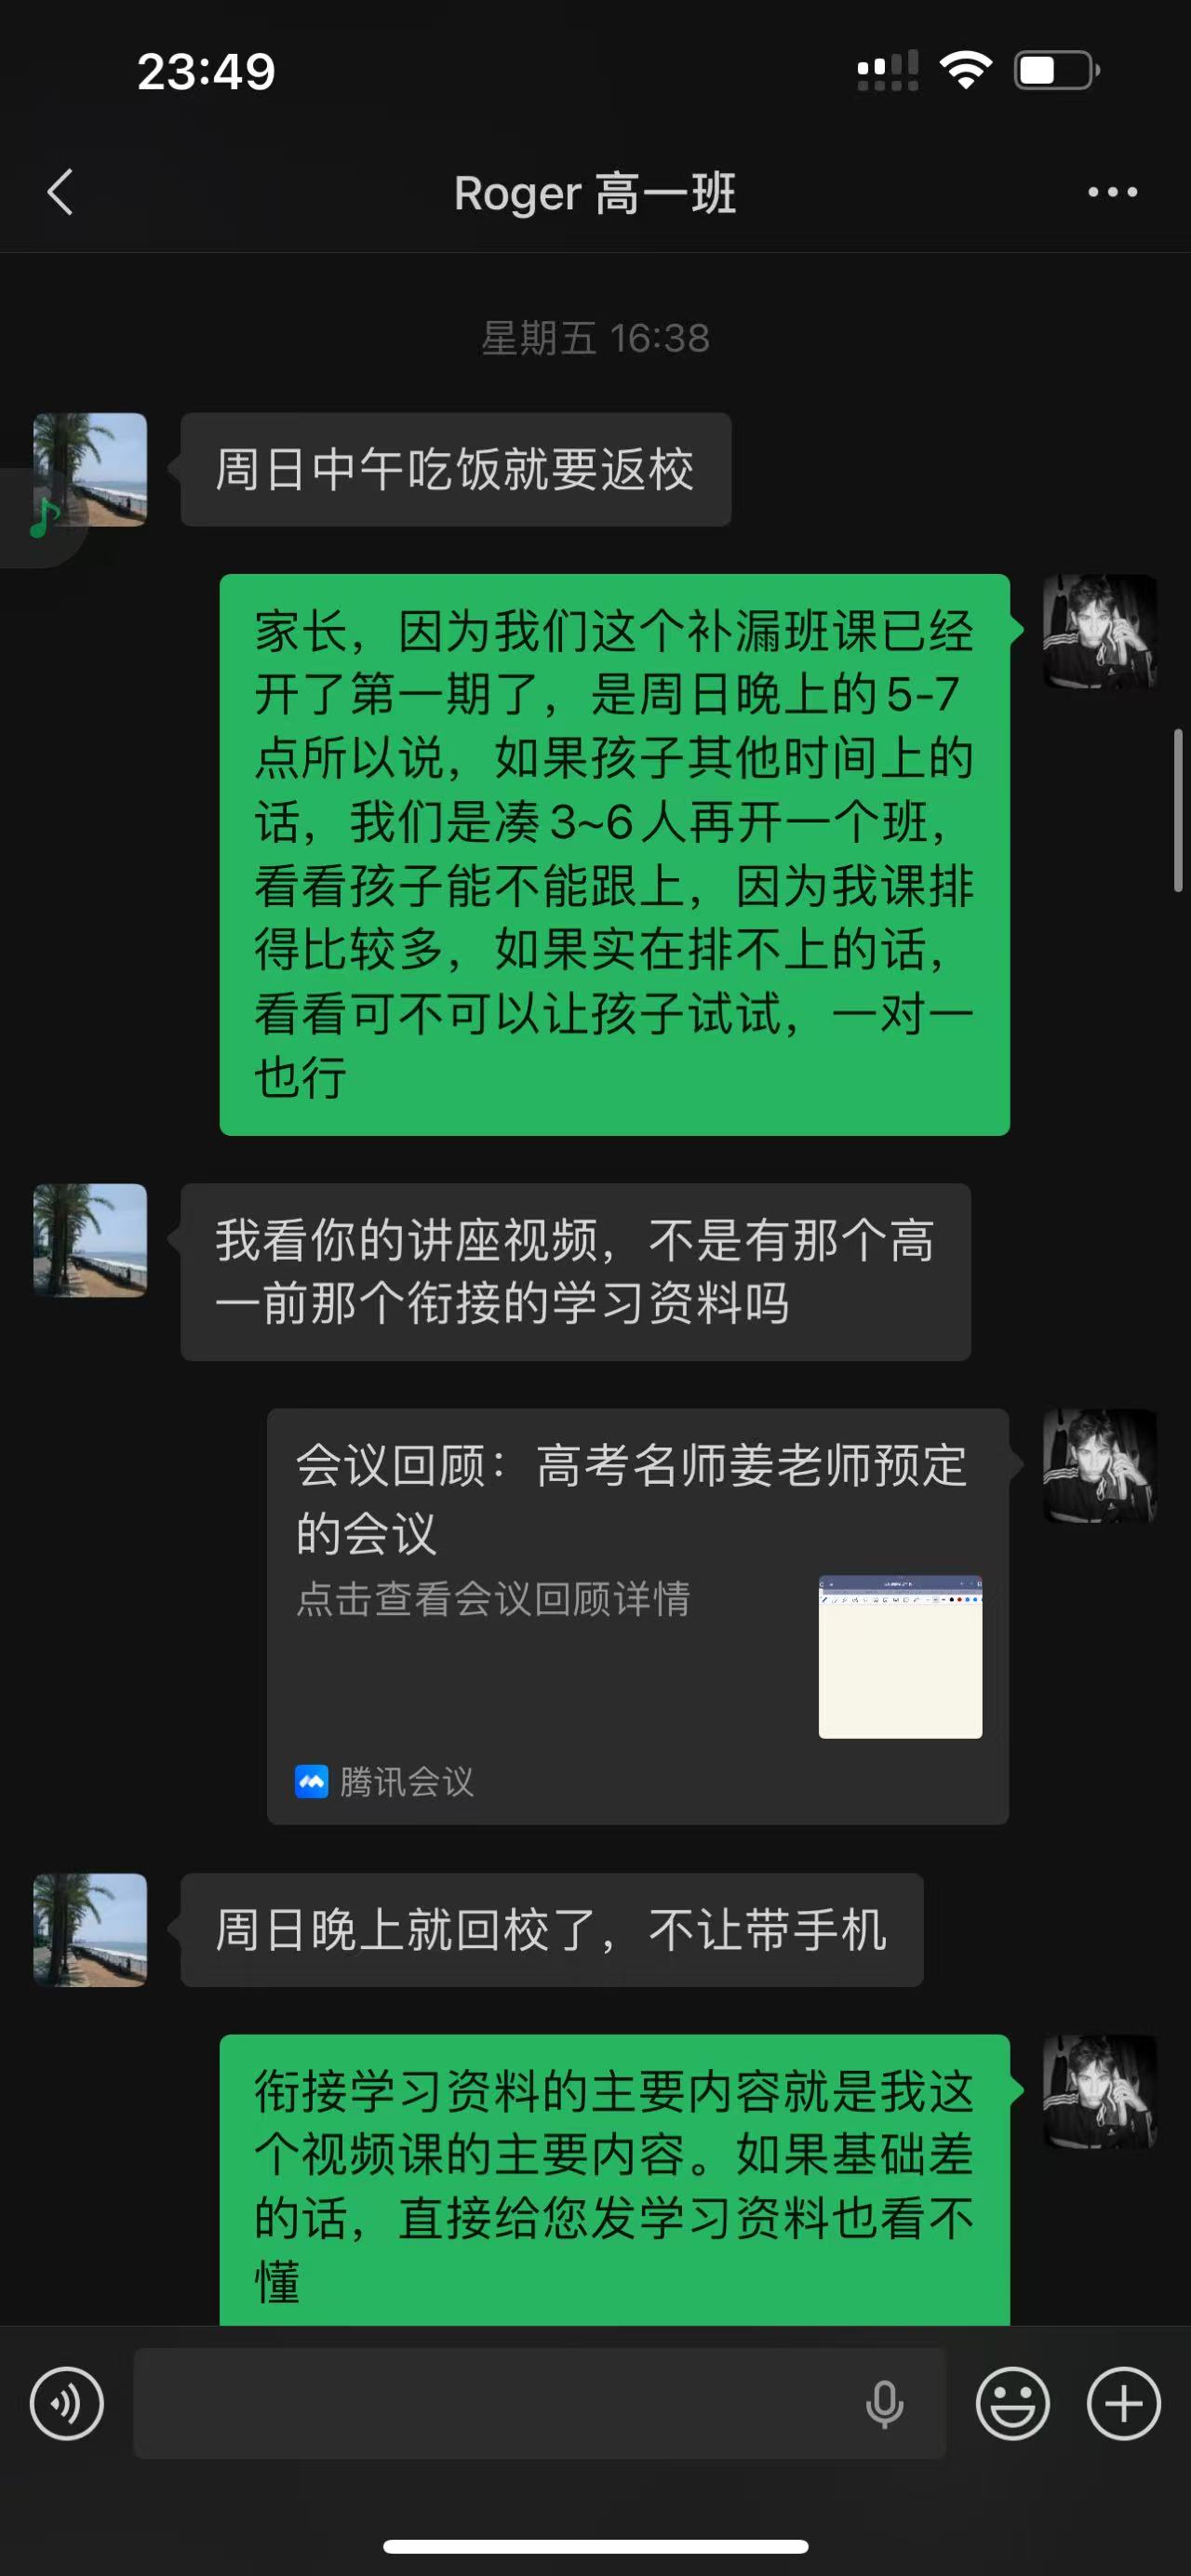 23:49
Roger 高一班
星期五 16:38
周日中午吃饭就要返校
家长，因为我们这个补漏班课已经
开了第一期了，是周日晚上的5-7
点所以说，如果孩子其他时间上的
话，我们是凑3~6人再开一个班，
看看孩子能不能跟上，因为我课排
得比较多，如果实在排不上的话，
看看可不可以让孩子试试，一对一
也行
我看你的讲座视频，不是有那个高
一前那个衔接的学习资料吗
会议回顾：高考名师姜老师预定
的会议
点击查看会议回顾详情
腾讯会议
周日晚上就回校了，不让带手机
衔接学习资料的主要内容就是我这
个视频课的主要内容。如果基础差
的话，直接给您发学习资料也看不
懂